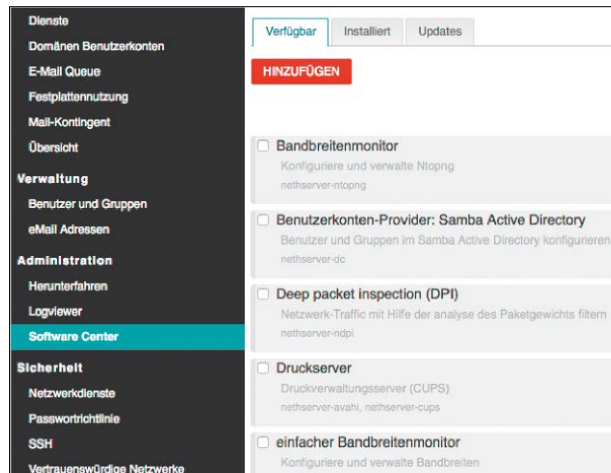 Dienste
Domänen Benutzerkonten
E-Mail Queue
Festplattennutzung
Mail-Kontingent
Übersicht
Verwaltung
Benutzer und Gruppen
eMail Adressen
Administration
Herunterfahren
Logviewer
Software Center
Sicherheit
Netzwerkdienste
Passwortrichtlinie
SSH
Vertrauenswürdige Netzwerke
Verfügbar
Installiert
Updates
HINZUFÜGEN
Bandbreitenmonitor
Konfiguriere und verwalte Ntopng
nethserver-ntopng
Benutzerkonten-Provider: Samba Active Directory
Benutzer und Gruppen im Samba Active Directory konfigurieren
nethserver-dc
Deep packet inspection (DPI)
Netzwerk-Traffic mit Hilfe der analyse des Paketgewichts filtern
nethserver-ndpi
Druckserver
Druckverwaltungsserver (CUPS)
nethserver-avahi, nethserver-cups
einfacher Bandbreitenmonitor
Konfiguriere und verwalte Bandbreiten